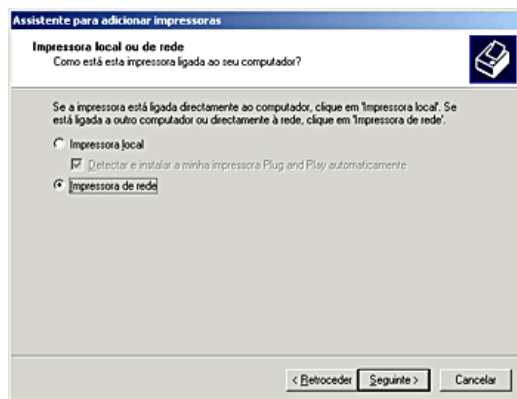 Assistente para adicionar impressoras
Impressora local ou de rede
Como está esta impressora ligada ao seu computador?
Se a impressora está ligada directamente ao computador, clique em 'Impressora local'. Se
está ligada a outro computador ou directamente à rede, clique em 'Impressora de rede'.
Impressora local
Detectar e instalar a minha impressora Plug and Play automaticamente
Impressora de rede
< Retroceder Seguinte > Cancelar